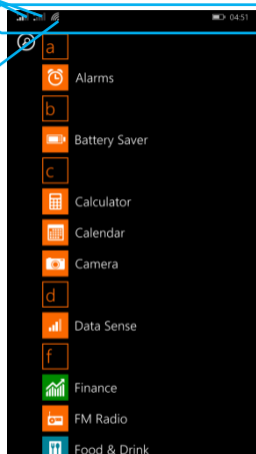 04:51
a
Alarms
b
Battery Saver
c
Calculator
Calendar
Camera
d
Data Sense
f
Finance
FM Radio
Food & Drink